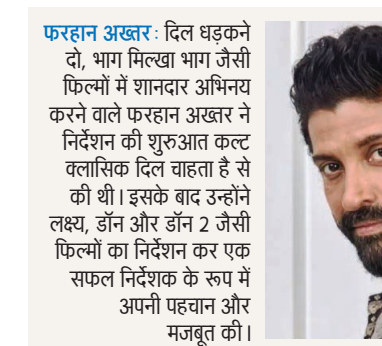 फरहान अख्तर : दिल धड़कने
दो, भाग मिल्खा भाग जैसी
फिल्मों में शानदार अभिनय
करने वाले फरहान अख्तर ने
निर्देशन की शुरुआत कल्ट
क्लासिक दिल चाहता है से
की थी। इसके बाद उन्होंने
लक्ष्य, डॉन और डॉन 2 जैसी
फिल्मों का निर्देशन कर एक
सफल निर्देशक के रूप में
अपनी पहचान और
मजबूत की।